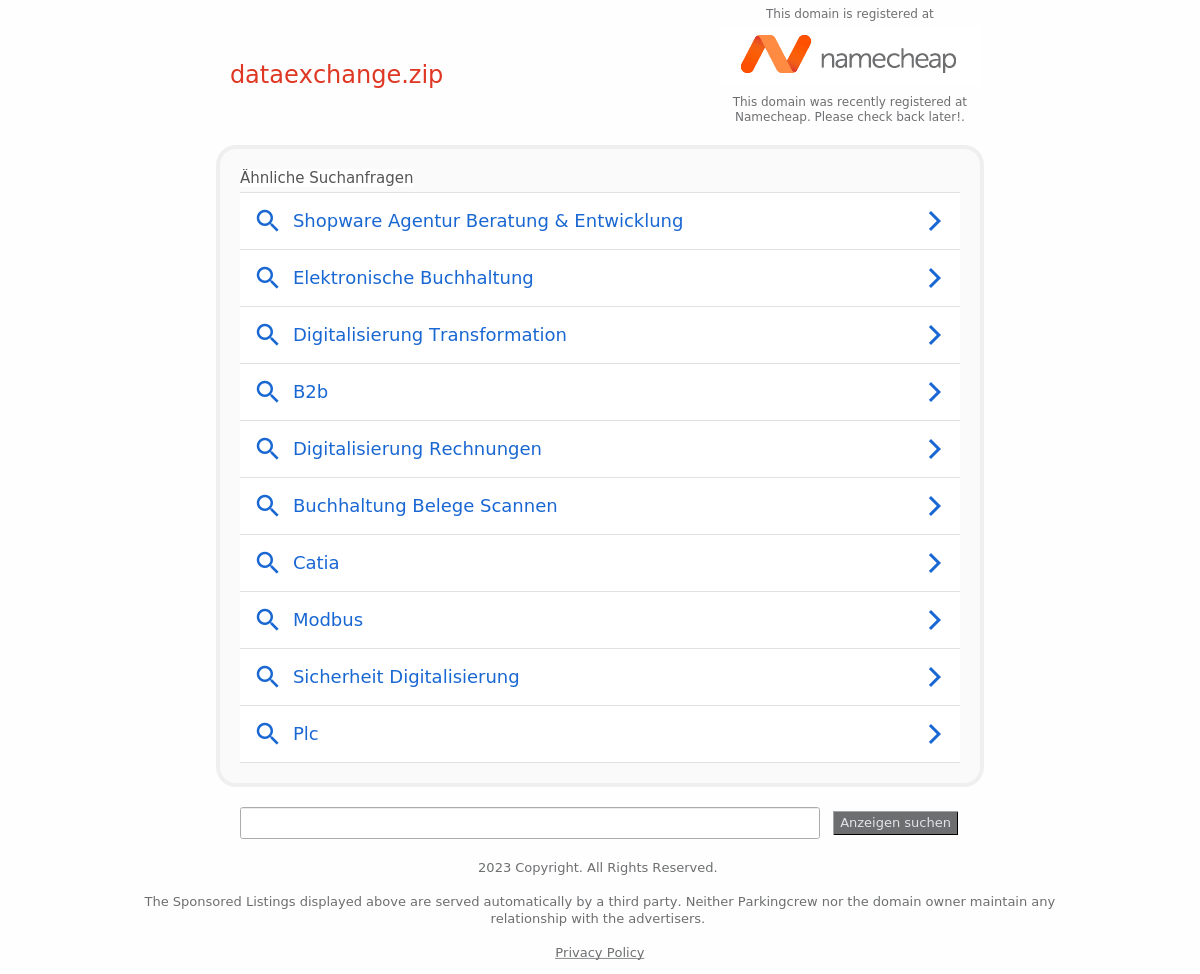 This domain is registered at
namecheap
dataexchange.zip
This domain was recently registered at
Namecheap. Please check back later!.
Ähnliche Suchanfragen
Shopware Agentur Beratung & Entwicklung
Elektronische Buchhaltung
Digitalisierung Transformation
B2b
Digitalisierung Rechnungen
Buchhaltung Belege Scannen
Catia
Modbus
Sicherheit Digitalisierung
Plc
Anzeigen suchen
2023 Copyright. All Rights Reserved.
The Sponsored Listings displayed above are served automatically by a third party. Neither Parkingcrew nor the domain owner maintain any
relationship with the advertisers.
Privacy Policy